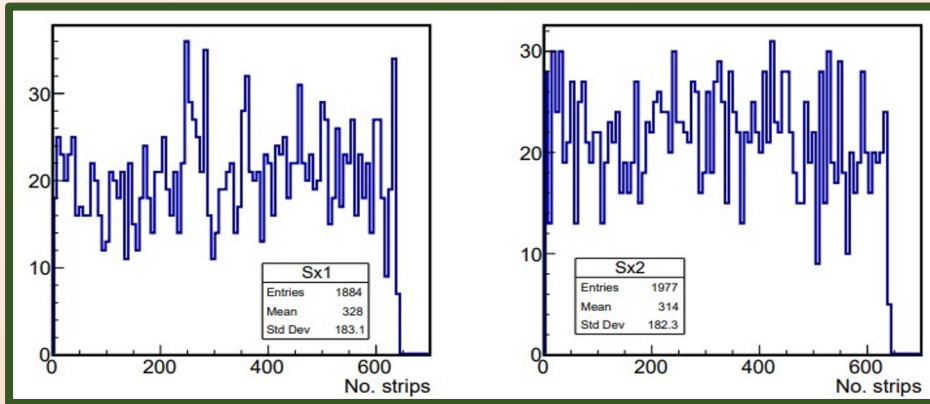 30
20
10
0
Sx1
Entries 1884
Mean 328
Std Dev 183.1
0 200 400 600
No. strips
30
20
10
0
Sx2
Entries 1977
Mean 314
Std Dev 182.3
0 200 400 600
No. strips